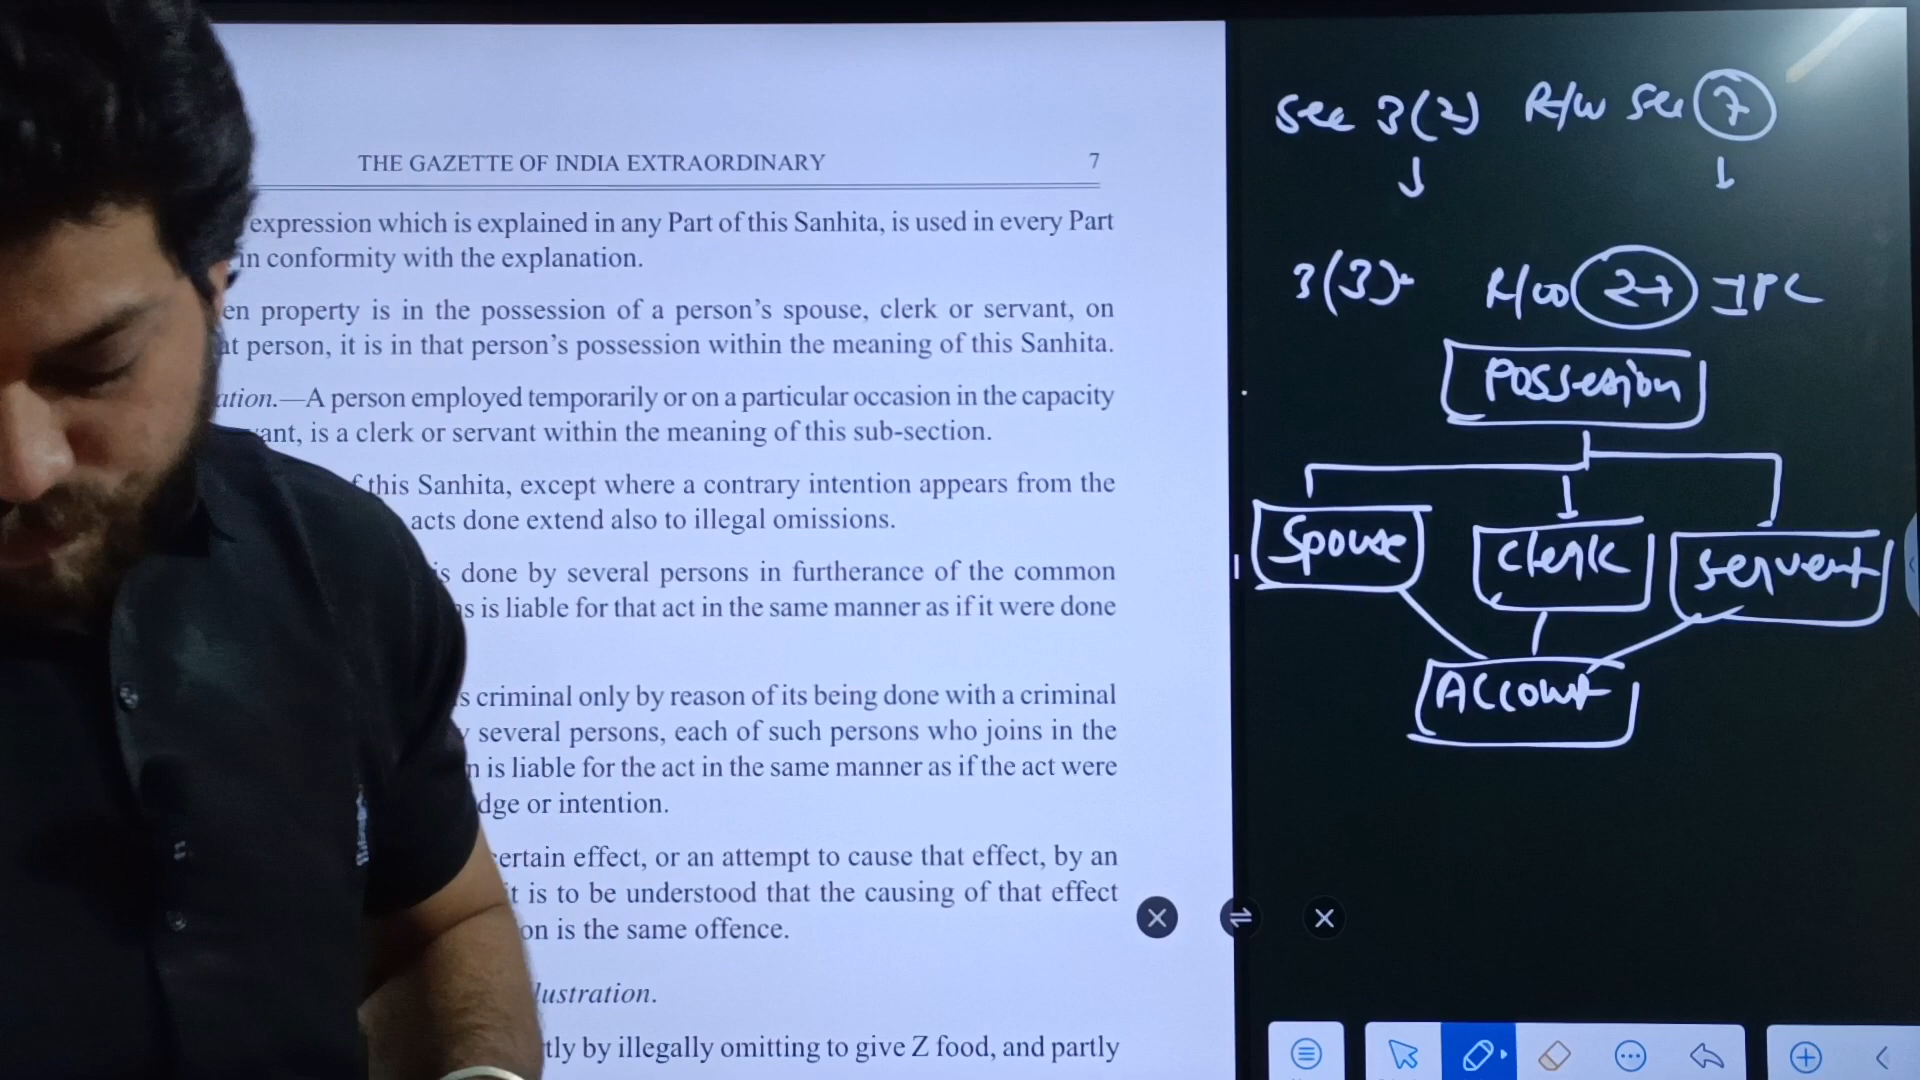 THE GAZETTE OF INDIA EXTRAORDINARY 7
expression which is explained in any Part of this Sanhita, is used in every Part
in conformity with the explanation.
en property is in the possession of a person's spouse, clerk or servant, on
at person, it is in that person's possession within the meaning of this Sanhita.
ation.—A person employed temporarily or on a particular occasion in the capacity
vant, is a clerk or servant within the meaning of this sub-section.
f this Sanhita, except where a contrary intention appears from the
acts done extend also to illegal omissions.
is done by several persons in furtherance of the common
ns is liable for that act in the same manner as if it were done
s criminal only by reason of its being done with a criminal
y several persons, each of such persons who joins in the
n is liable for the act in the same manner as if the act were
dge or intention.
ertain effect, or an attempt to cause that effect, by an
it is to be understood that the causing of that effect
on is the same offence.
lustration.
tly by illegally omitting to give Z food, and partly
Sec 3(2) R/w Sec 7
3(3) R/w 27 IPC
Possesion
Spouse Clerk Servent
Account